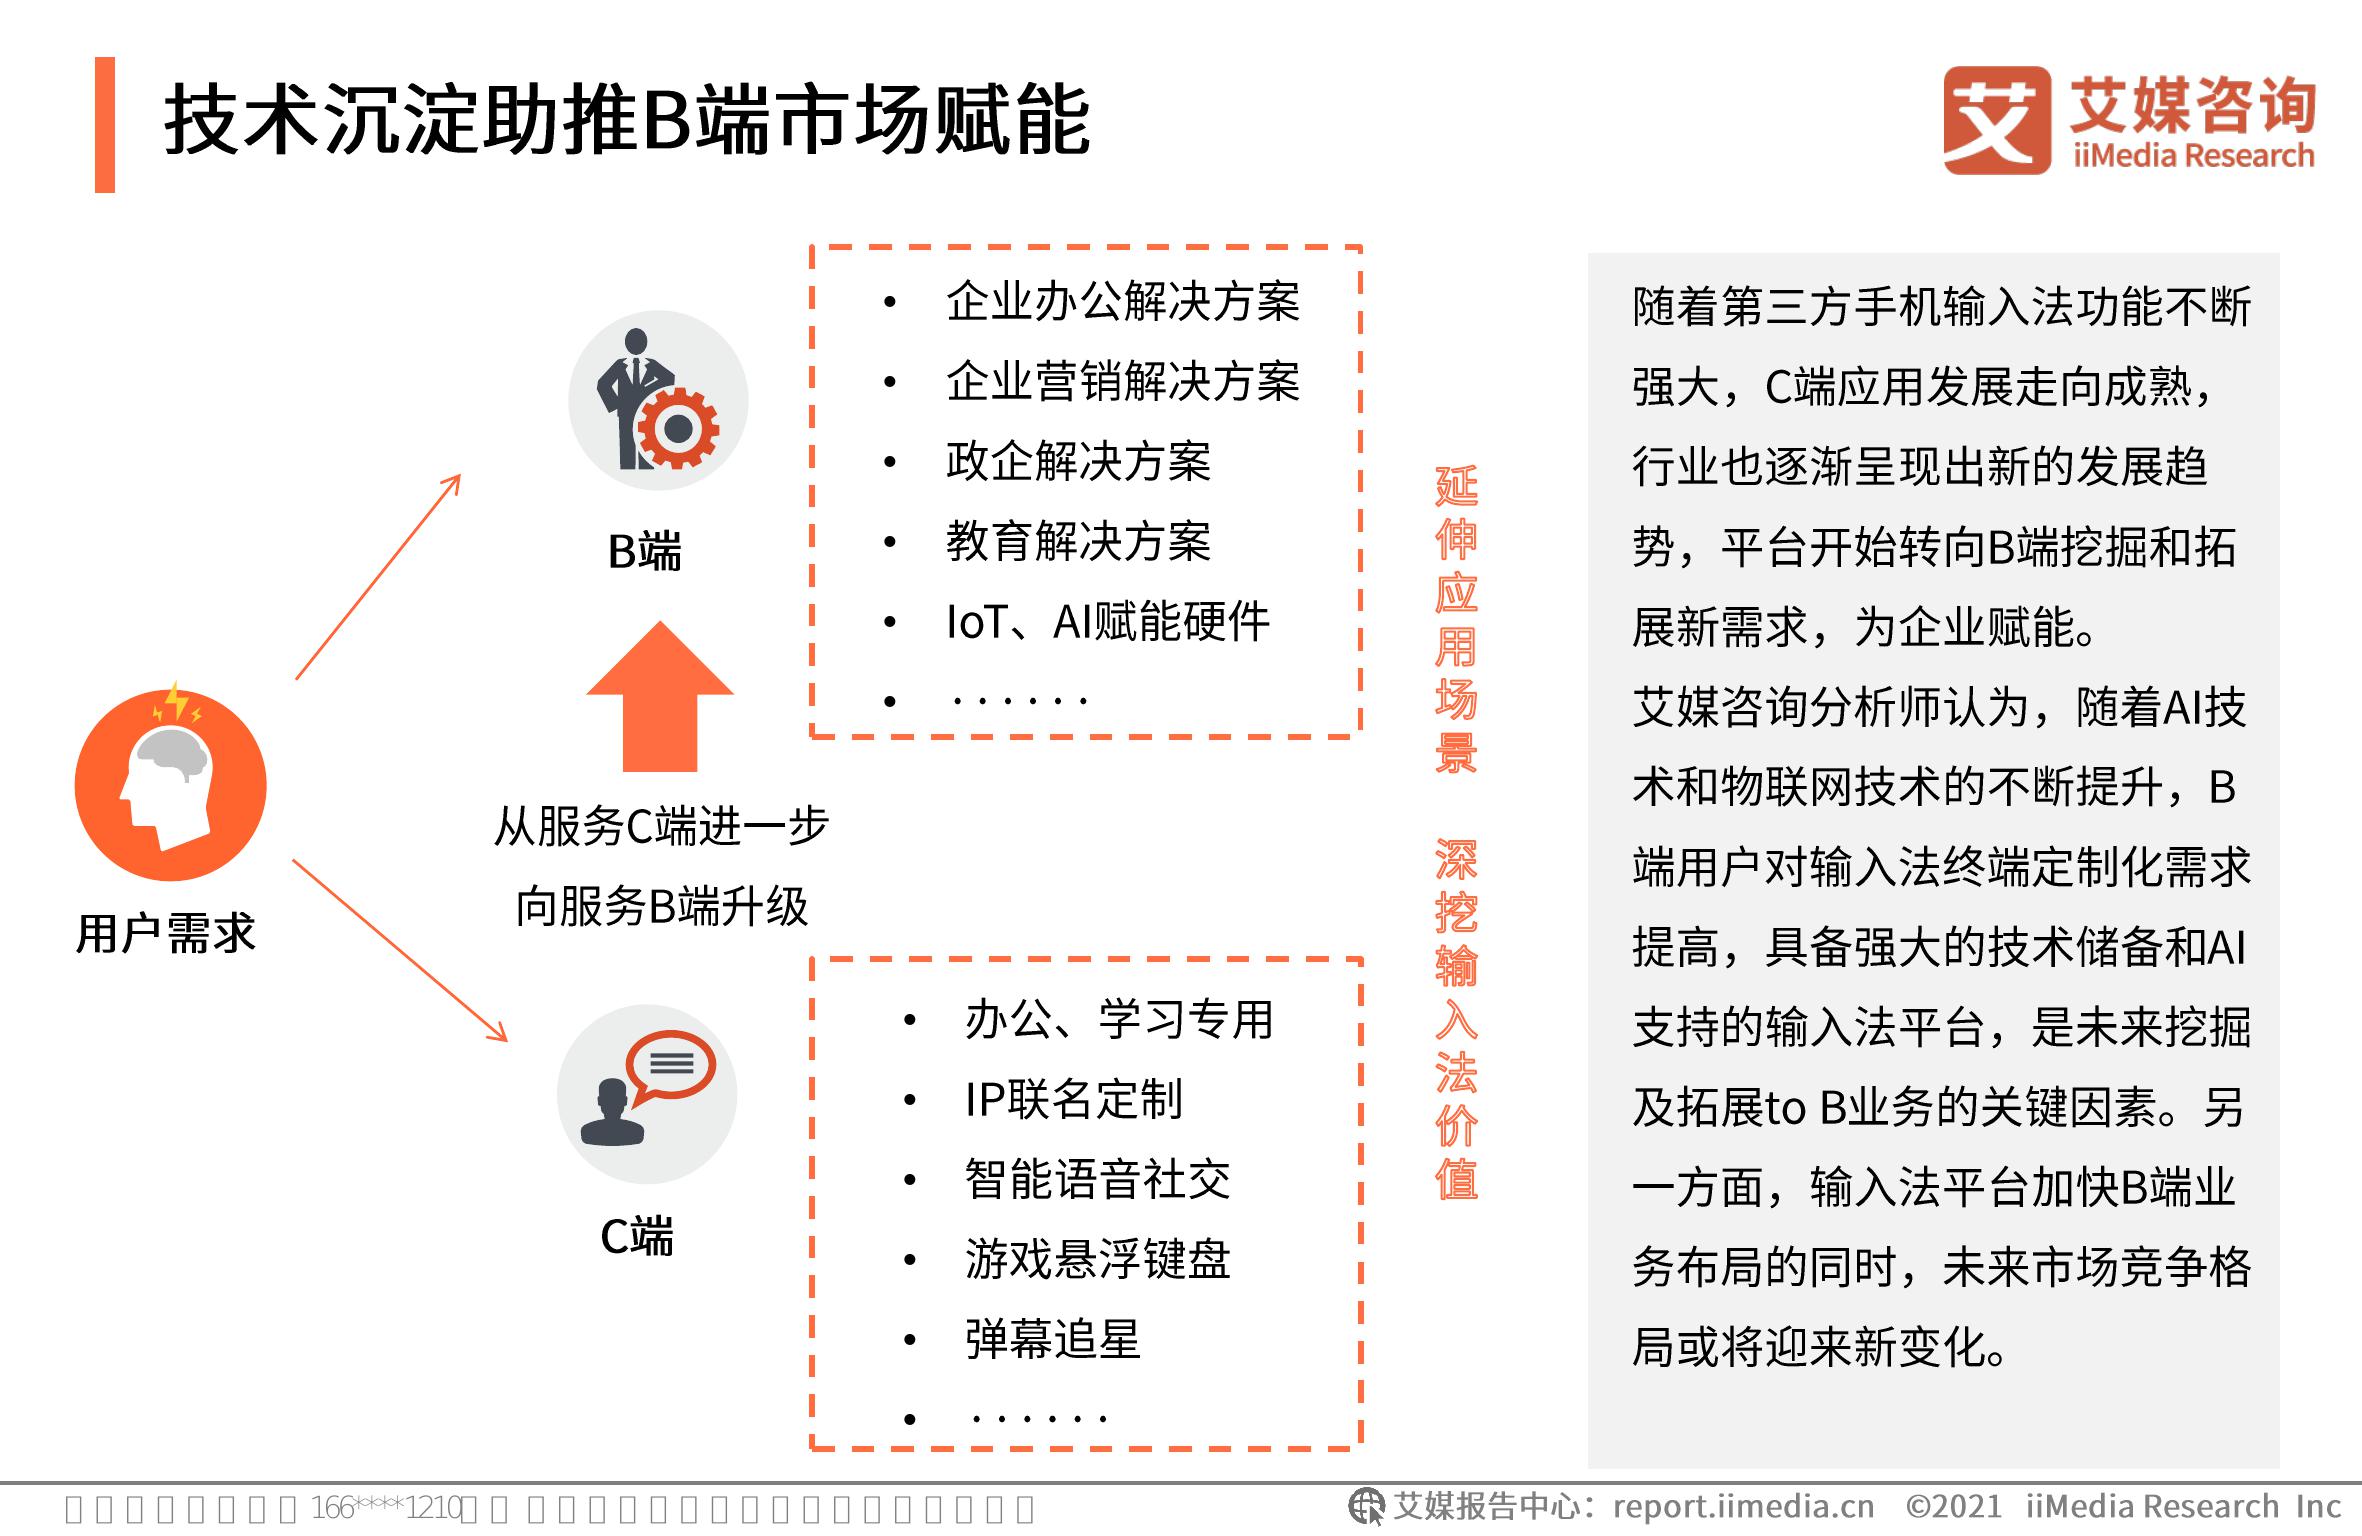 技术沉淀助推B端市场赋能
艾
艾媒咨询
iiMedia Research
用户需求
B端
从服务C端进一步
向服务B端升级
C端
• 企业办公解决方案
• 企业营销解决方案
• 政企解决方案
• 教育解决方案
• IoT、AI赋能硬件
• ······
• 办公、学习专用
• IP联名定制
• 智能语音社交
• 游戏悬浮键盘
• 弹幕追星
• ······
延伸应用场景 深挖输入法价值
随着第三方手机输入法功能不断
强大，C端应用发展走向成熟，
行业也逐渐呈现出新的发展趋
势，平台开始转向B端挖掘和拓
展新需求，为企业赋能。
艾媒咨询分析师认为，随着AI技
术和物联网技术的不断提升，B
端用户对输入法终端定制化需求
提高，具备强大的技术储备和AI
支持的输入法平台，是未来挖掘
及拓展to B业务的关键因素。另
一方面，输入法平台加快B端业
务布局的同时，未来市场竞争格
局或将迎来新变化。
166****1210
艾媒报告中心：report.iimedia.cn ©2021 iiMedia Research Inc